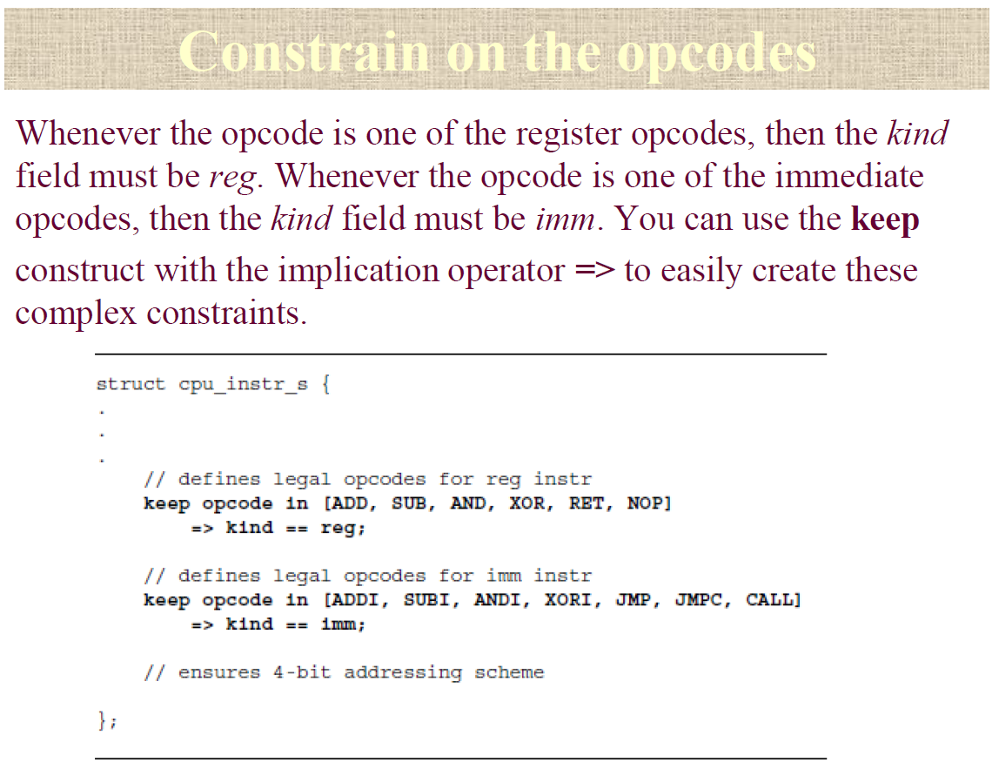 Constrain on the opcodes
Whenever the opcode is one of the register opcodes, then the kind
field must be reg. Whenever the opcode is one of the immediate
opcodes, then the kind field must be imm. You can use the keep
construct with the implication operator => to easily create these
complex constraints.
struct cpu_instr_s {
.
.
.
// defines legal opcodes for reg instr
keep opcode in [ADD, SUB, AND, XOR, RET, NOP]
=> kind == reg;
// defines legal opcodes for imm instr
keep opcode in [ADDI, SUBI, ANDI, XORI, JMP, JMPC, CALL]
=> kind == imm;
// ensures 4-bit addressing scheme
};